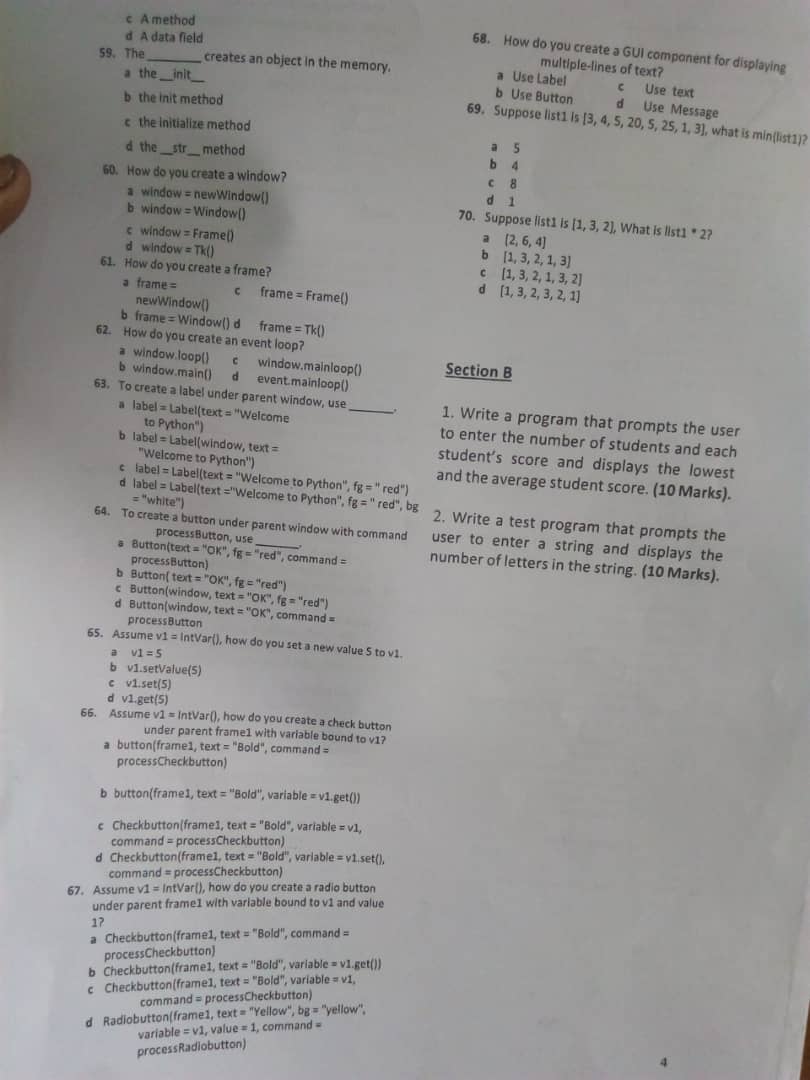 c A method
d A data field
59. The ________ creates an object in the memory.
a the __init__
b the init method
c the initialize method
d the __str__ method
60. How do you create a window?
a window = newWindow()
b window = Window()
c window = Frame()
d window = Tk()
61. How do you create a frame?
a frame = newWindow()
c frame = Frame()
b frame = Window()
d frame = Tk()
62. How do you create an event loop?
a window.loop()
c window.mainloop()
b window.main()
d event.mainloop()
63. To create a label under parent window, use _______.
a label = Label(text = "Welcome
to Python")
b label = Label(window, text =
"Welcome to Python")
c label = Label(text = "Welcome to Python", fg = " red")
d label = Label(text ="Welcome to Python", fg = " red", bg
= "white")
64. To create a button under parent window with command
processButton, use _______.
a Button(text = "OK", fg = "red", command =
processButton)
b Button( text = "OK", fg = "red")
c Button(window, text = "OK", fg = "red")
d Button(window, text = "OK", command =
processButton
65. Assume v1 = IntVar(), how do you set a new value 5 to v1.
a v1 = 5
b v1.setValue(5)
c v1.set(5)
d v1.get(5)
66. Assume v1 = IntVar(), how do you create a check button
under parent frame1 with variable bound to v1?
a button(frame1, text = "Bold", command =
processCheckbutton)
b button(frame1, text = "Bold", variable = v1.get())
c Checkbutton(frame1, text = "Bold", variable = v1,
command = processCheckbutton)
d Checkbutton(frame1, text = "Bold", variable = v1.set(),
command = processCheckbutton)
67. Assume v1 = IntVar(), how do you create a radio button
under parent frame1 with variable bound to v1 and value
1?
a Checkbutton(frame1, text = "Bold", command =
processCheckbutton)
b Checkbutton(frame1, text = "Bold", variable = v1.get())
c Checkbutton(frame1, text = "Bold", variable = v1,
command = processCheckbutton)
d Radiobutton(frame1, text = "Yellow", bg = "yellow",
variable = v1, value = 1, command =
processRadiobutton)
68. How do you create a GUI component for displaying
multiple-lines of text?
a Use Label
c Use text
b Use Button
d Use Message
69. Suppose list1 is [3, 4, 5, 20, 5, 25, 1, 3], what is min(list1)?
a 5
b 4
c 8
d 1
70. Suppose list1 is [1, 3, 2], What is list1 * 2?
a [2, 6, 4]
b [1, 3, 2, 1, 3]
c [1, 3, 2, 1, 3, 2]
d [1, 3, 2, 3, 2, 1]
Section B
1. Write a program that prompts the user
to enter the number of students and each
student's score and displays the lowest
and the average student score. (10 Marks).
2. Write a test program that prompts the
user to enter a string and displays the
number of letters in the string. (10 Marks).
4